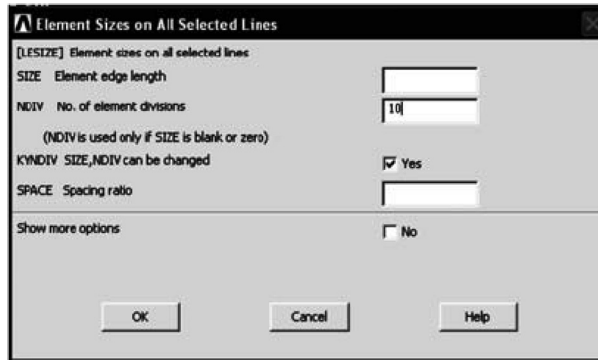 Element Sizes on All Selected Lines
[LESIZE] Element sizes on all selected lines
SIZE Element edge length
NDIV No. of element divisions 10
(NDIV is used only if SIZE is blank or zero)
KYNDIV SIZE,NDIV can be changed Yes
SPACE Spacing ratio
Show more options No
OK Cancel Help